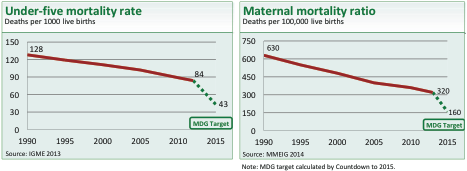 Under-five mortality rate
Deaths per 1000 live births
150
120
90
60
30
0
128
84
43
MDG Target
1990 1995 2000 2005 2010 2015
Source: IGME 2013
Maternal mortality ratio
Deaths per 100,000 live births
750
600
450
300
150
0
630
320
160
MDG Target
1990 1995 2000 2005 2010 2015
Source: MMEIG 2014
Note: MDG target calculated by Countdown to 2015.